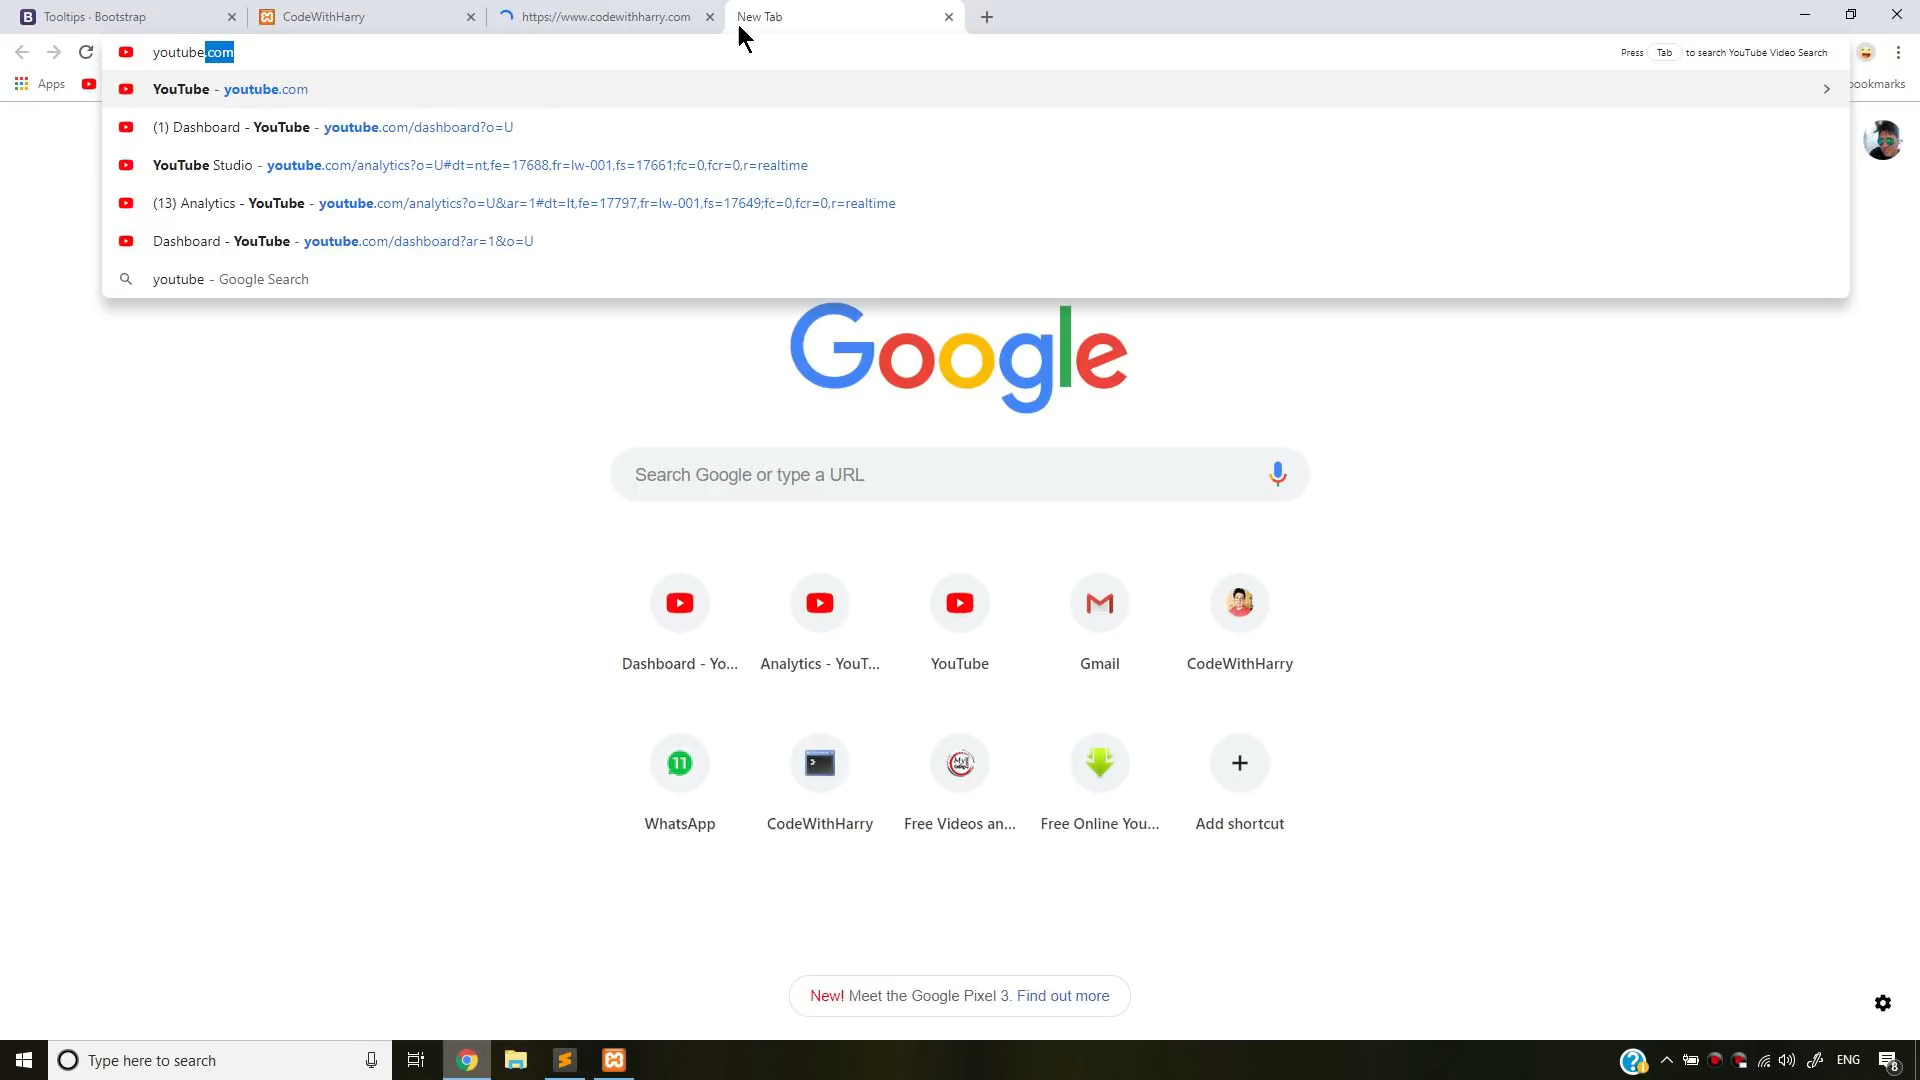 Tooltips · Bootstrap
CodeWithHarry
https://www.codewithharry.com
New Tab
youtube.com
Press Tab to search YouTube Video Search
Apps
bookmarks
YouTube - youtube.com
(1) Dashboard - YouTube - youtube.com/dashboard?o=U
YouTube Studio - youtube.com/analytics?o=U#dt=nt,fe=17688,fr=lw-001,fs=17661;fc=0,fcr=0,r=realtime
(13) Analytics - YouTube - youtube.com/analytics?o=U&ar=1#dt=lt,fe=17797,fr=lw-001,fs=17649;fc=0,fcr=0,r=realtime
Dashboard - YouTube - youtube.com/dashboard?ar=1&o=U
youtube - Google Search
Google
Search Google or type a URL
Dashboard - Yo...
Analytics - YouT...
YouTube
Gmail
CodeWithHarry
11
WhatsApp
CodeWithHarry
Free Videos an...
Free Online You...
Add shortcut
New! Meet the Google Pixel 3. Find out more
Type here to search
ENG
8